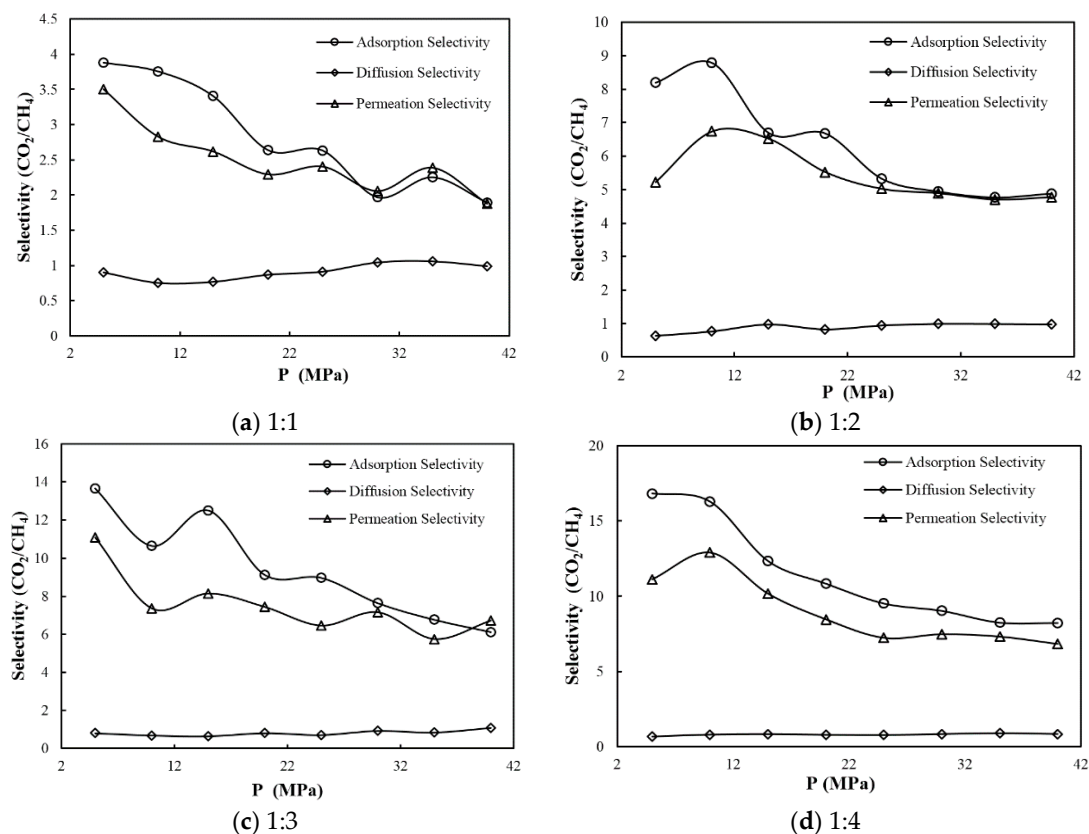 4.5
4
3.5
3
2.5
2
1.5
1
0.5
0
Selectivity (CO₂/CH₄)
Adsorption Selectivity
Diffusion Selectivity
Permeation Selectivity
2 12 22 32 42
P (MPa)
(a) 1:1
10
9
8
7
6
5
4
3
2
1
0
Selectivity (CO₂/CH₄)
Adsorption Selectivity
Diffusion Selectivity
Permeation Selectivity
2 12 22 32 42
P (MPa)
(b) 1:2
16
14
12
10
8
6
4
2
0
Selectivity (CO₂/CH₄)
Adsorption Selectivity
Diffusion Selectivity
Permeation Selectivity
2 12 22 32 42
P (MPa)
(c) 1:3
20
15
10
5
0
Selectivity (CO₂/CH₄)
Adsorption Selectivity
Diffusion Selectivity
Permeation Selectivity
2 12 22 32 42
P (MPa)
(d) 1:4